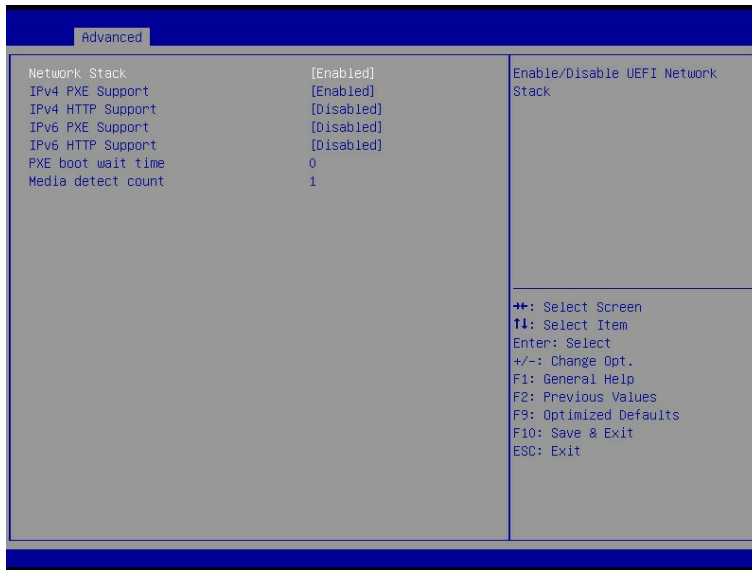 Advanced
Network Stack [Enabled]
IPv4 PXE Support [Enabled]
IPv4 HTTP Support [Disabled]
IPv6 PXE Support [Disabled]
IPv6 HTTP Support [Disabled]
PXE boot wait time 0
Media detect count 1
Enable/Disable UEFI Network
Stack
→←: Select Screen
↑↓: Select Item
Enter: Select
+/-: Change Opt.
F1: General Help
F2: Previous Values
F9: Optimized Defaults
F10: Save & Exit
ESC: Exit